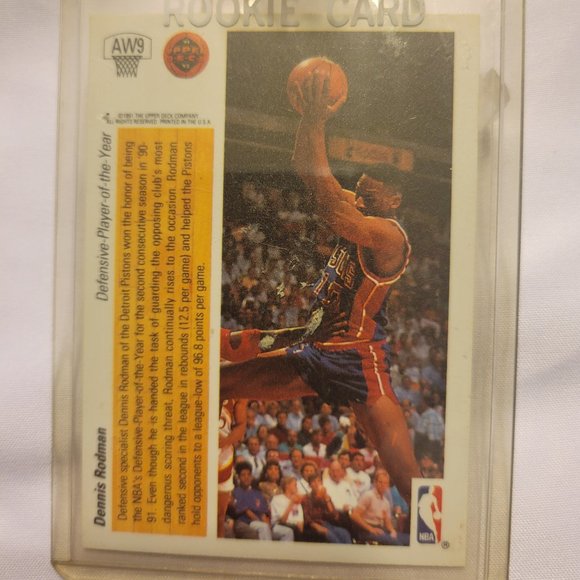 ROOKIE CARD
AW9
©1991 THE UPPER DECK COMPANY
ALL RIGHTS RESERVED. PRINTED IN THE U.S.A.
Dennis Rodman
Defensive-Player-of-the-Year
Defensive specialist Dennis Rodman of the Detroit Pistons won the honor of being
the NBA's Defensive-Player-of-the-Year for the second consecutive season in '90-
91. Even though he is handed the task of guarding the opposing club's most
dangerous scoring threat, Rodman continually rises to the occasion. Rodman
ranked second in the league in rebounds (12.5 per game) and helped the Pistons
hold opponents to a league-low of 96.8 points per game.
NBA
®